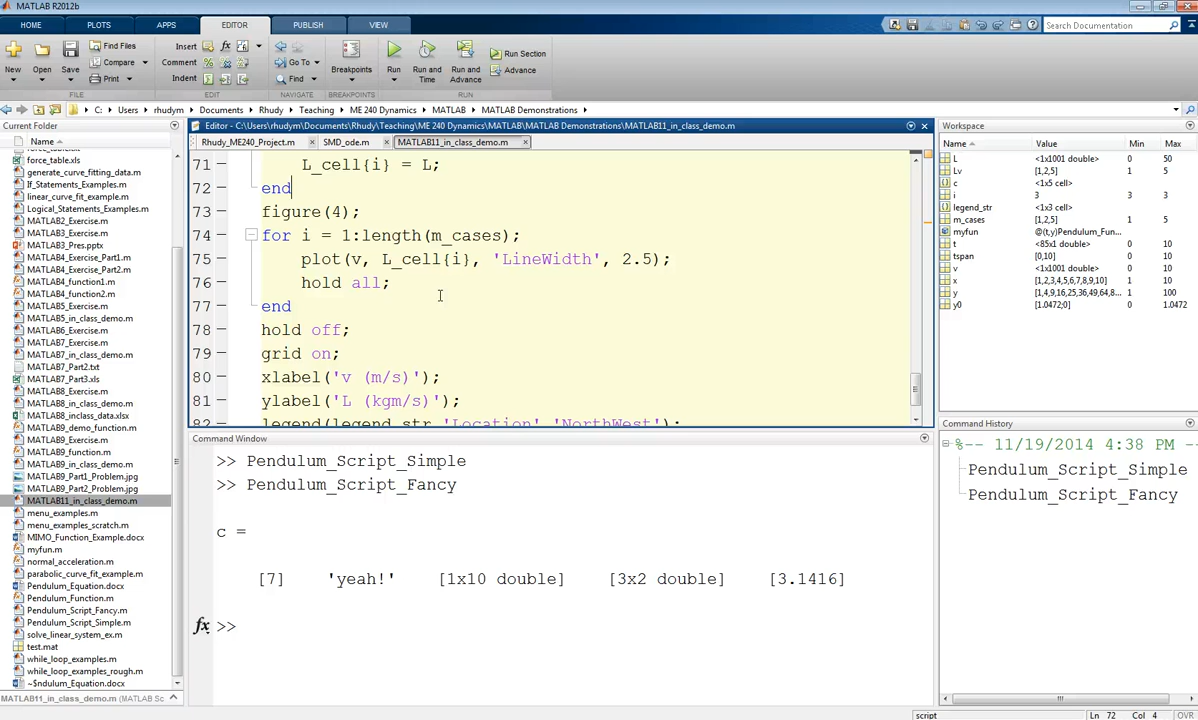 MATLAB R2012b
HOME PLOTS APPS EDITOR PUBLISH VIEW
Search Documentation
New Open Save Find Files Compare Print
Insert Comment Indent
Go To Find
Breakpoints
Run Run and Time Run and Advance Run Section Advance
FILE EDIT NAVIGATE BREAKPOINTS RUN
C: Users rhudym Documents Rhudy Teaching ME 240 Dynamics MATLAB MATLAB Demonstrations
Current Folder
Name
force_table.xls
generate_curve_fitting_data.m
If_Statements_Examples.m
linear_curve_fit_example.m
Logical_Statements_Examples.m
MATLAB2_Exercise.m
MATLAB3_Exercise.m
MATLAB3_Pres.pptx
MATLAB4_Exercise_Part1.m
MATLAB4_Exercise_Part2.m
MATLAB4_function1.m
MATLAB4_function2.m
MATLAB5_Exercise.m
MATLAB5_in_class_demo.m
MATLAB7_Exercise.m
MATLAB7_in_class_demo.m
MATLAB7_Part2.txt
MATLAB7_Part3.xls
MATLAB8_Exercise.m
MATLAB8_in_class_demo.m
MATLAB8_inclass_data.xlsx
MATLAB9_demo_function.m
MATLAB9_Exercise.m
MATLAB9_function.m
MATLAB9_in_class_demo.m
MATLAB9_Part1_Problem.jpg
MATLAB9_Part2_Problem.jpg
MATLAB11_in_class_demo.m
menu_examples.m
menu_examples_scratch.m
MIMO_Function_Example.docx
myfun.m
normal_acceleration.m
parabolic_curve_fit_example.m
Pendulum_Equation.docx
Pendulum_Function.m
Pendulum_Script_Fancy.m
Pendulum_Script_Simple.m
solve_linear_system_ex.m
test.mat
while_loop_examples.m
while_loop_examples_rough.m
~$ndulum_Equation.docx
MATLAB11_in_class_demo.m (MATLAB Sc
Editor - C:\Users\rhudym\Documents\Rhudy\Teaching\ME 240 Dynamics\MATLAB\MATLAB Demonstrations\MATLAB11_in_class_demo.m
Rhudy_ME240_Project.m SMD_ode.m MATLAB11_in_class_demo.m
71 L_cell{i} = L;
72 end
73 figure(4);
74 for i = 1:length(m_cases);
75 plot(v, L_cell{i}, 'LineWidth', 2.5);
76 hold all;
77 end
78 hold off;
79 grid on;
80 xlabel('v (m/s)');
81 ylabel('L (kgm/s)');
82 legend(legend_str,'Location','NorthWest');
Command Window
>> Pendulum_Script_Simple
>> Pendulum_Script_Fancy
c =
[7] 'yeah!' [1x10 double] [3x2 double] [3.1416]
fx >>
Workspace
Name Value Min Max
L <1x1001 double> 0 50
Lv [1,2,5] 1 5
c <1x5 cell>
i 3 3 3
legend_str <1x3 cell>
m_cases [1,2,5] 1 5
myfun @(t,y)Pendulum_Fun...
t <85x1 double> 0 10
tspan [0,10] 0 10
v <1x1001 double> 0 10
x [1,2,3,4,5,6,7,8,9,10] 1 10
y [1,4,9,16,25,36,49,64,8... 1 100
y0 [1.0472;0] 0 1.0472
Command History
%-- 11/19/2014 4:38 PM --
Pendulum_Script_Simple
Pendulum_Script_Fancy
script Ln 72 Col 4 OVR